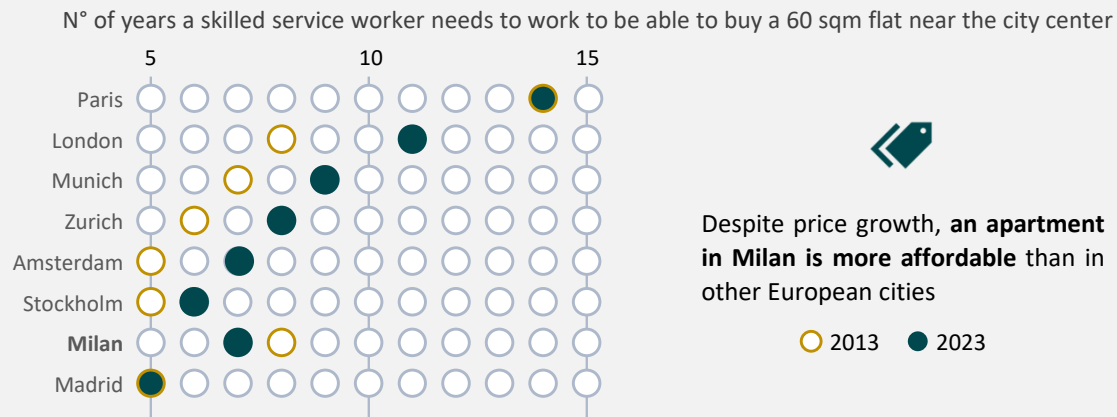 N° of years a skilled service worker needs to work to be able to buy a 60 sqm flat near the city center
5 10 15
Paris
London
Munich
Zurich
Amsterdam
Stockholm
Milan
Madrid
Despite price growth, an apartment
in Milan is more affordable than in
other European cities
2013 2023